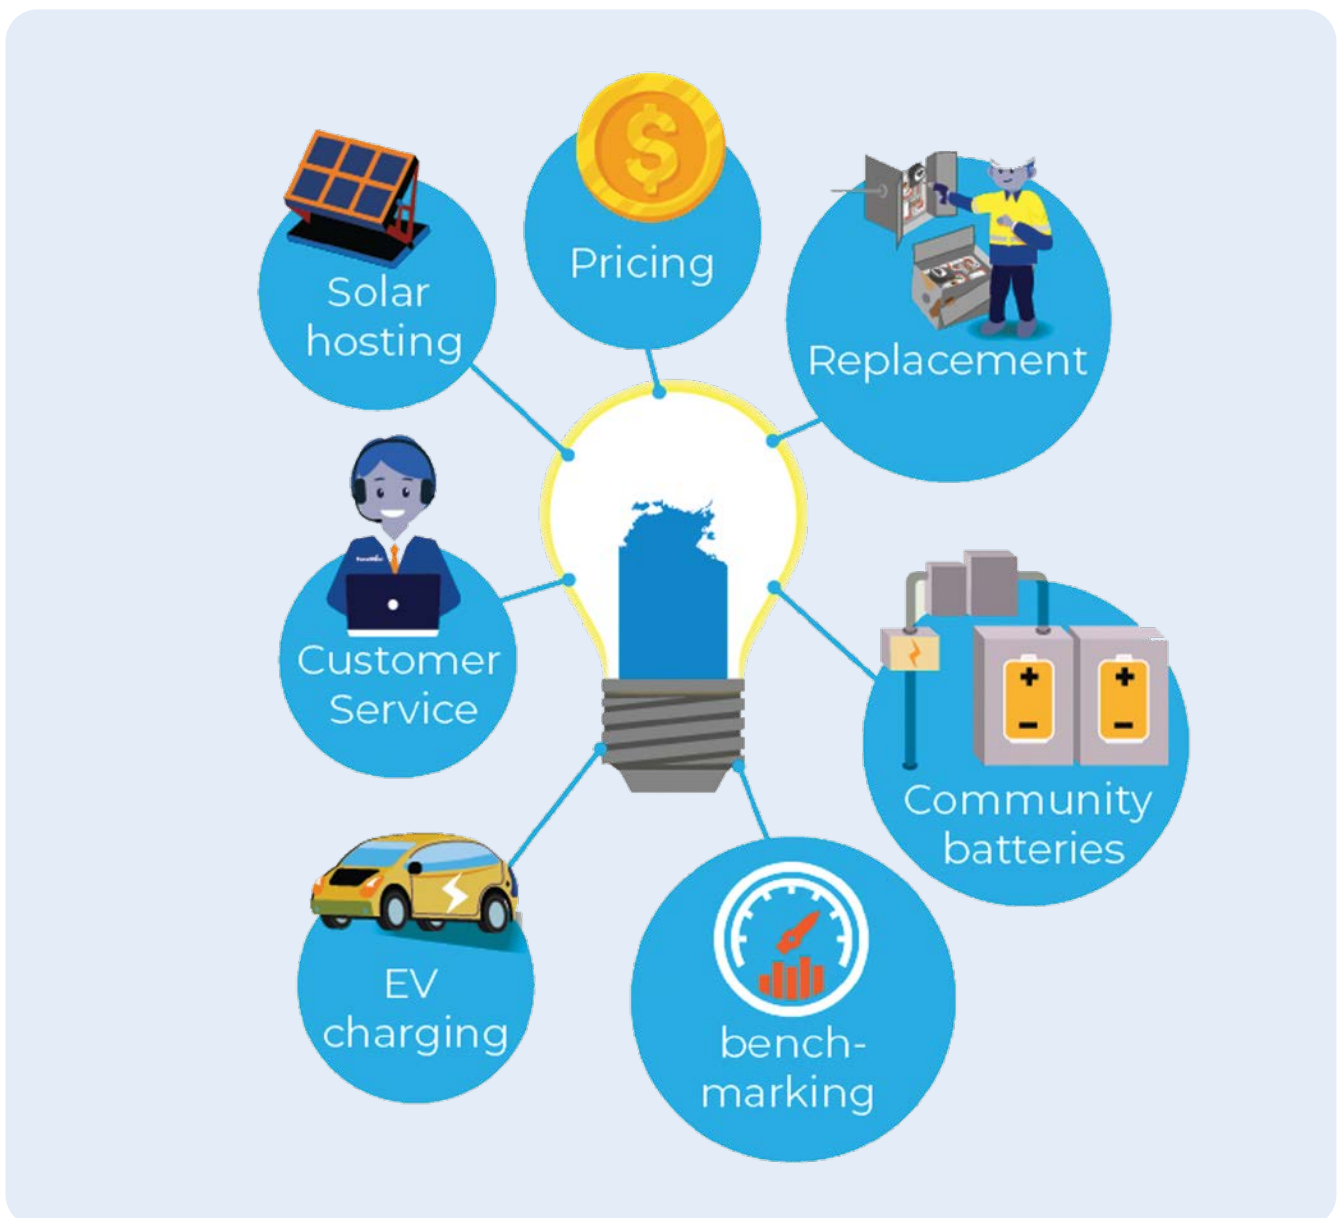 $
Pricing
Solar
hosting
Replacement
Customer
Service
Community
batteries
EV
charging
bench-
marking